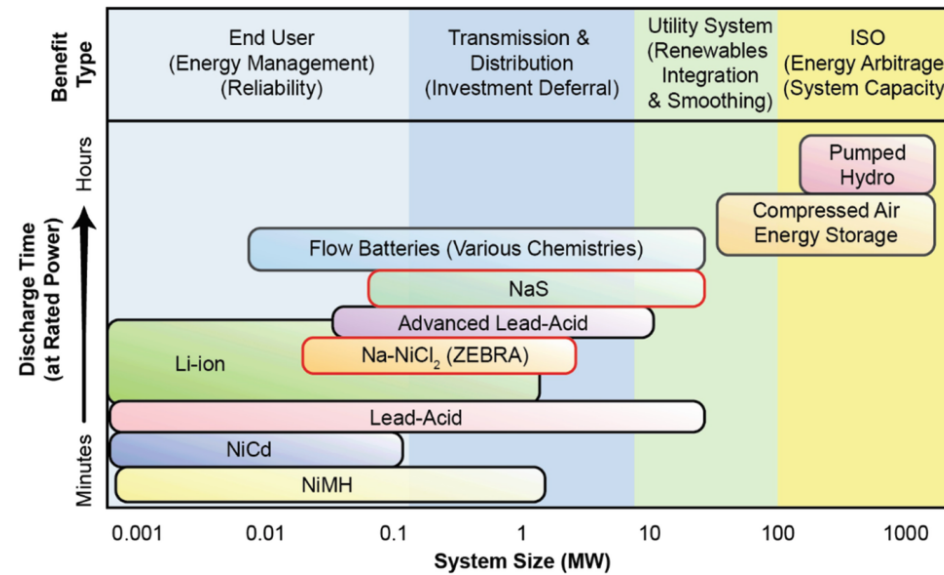 Benefit
Type
End User
(Energy Management)
(Reliability)
Transmission &
Distribution
(Investment Deferral)
Utility System
(Renewables
Integration
& Smoothing)
ISO
(Energy Arbitrage)
(System Capacity)
Discharge Time
(at Rated Power)
Hours
Minutes
Pumped
Hydro
Compressed Air
Energy Storage
Flow Batteries (Various Chemistries)
NaS
Advanced Lead-Acid
Na-NiCl₂ (ZEBRA)
Li-ion
Lead-Acid
NiCd
NiMH
0.001 0.01 0.1 1 10 100 1000
System Size (MW)